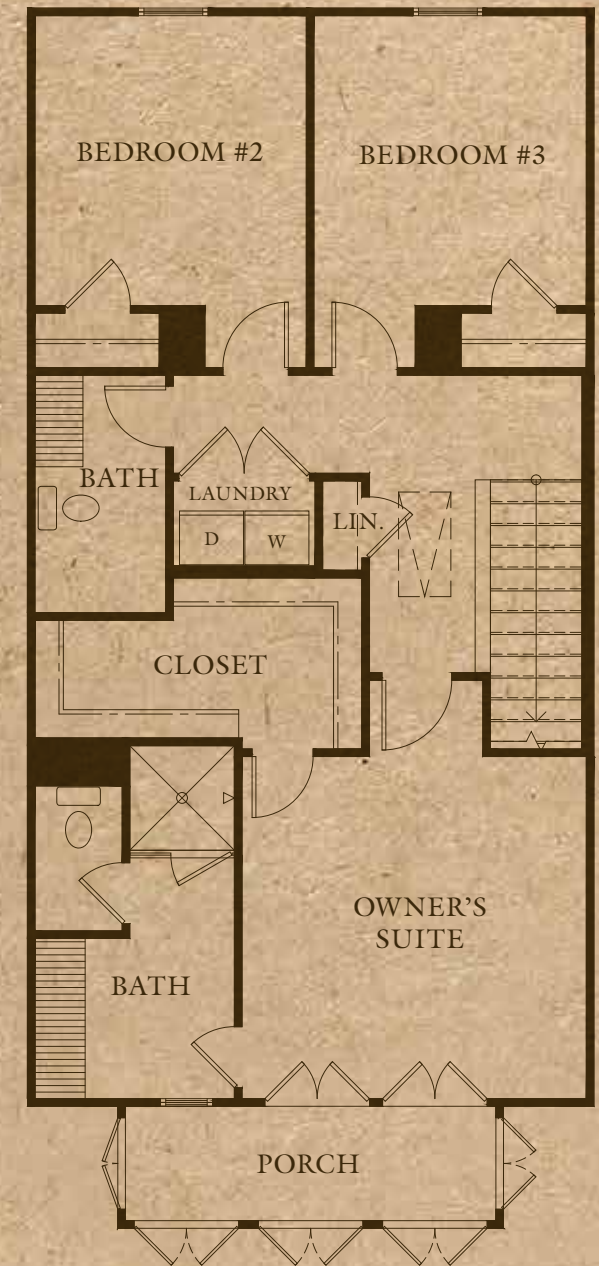 BEDROOM #2
BEDROOM #3
BATH
LAUNDRY
D
W
LIN.
CLOSET
OWNER'S
SUITE
BATH
PORCH